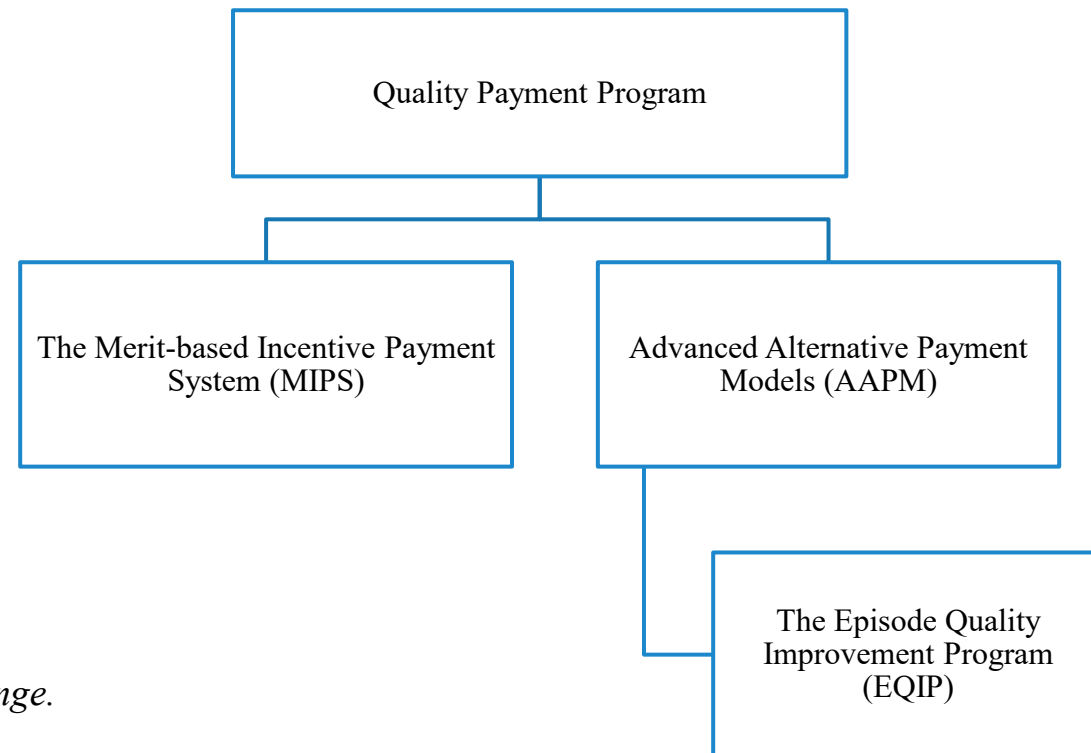 Quality Payment Program
The Merit-based Incentive Payment
System (MIPS)
Advanced Alternative Payment
Models (AAPM)
The Episode Quality
Improvement Program
(EQIP)
nge.